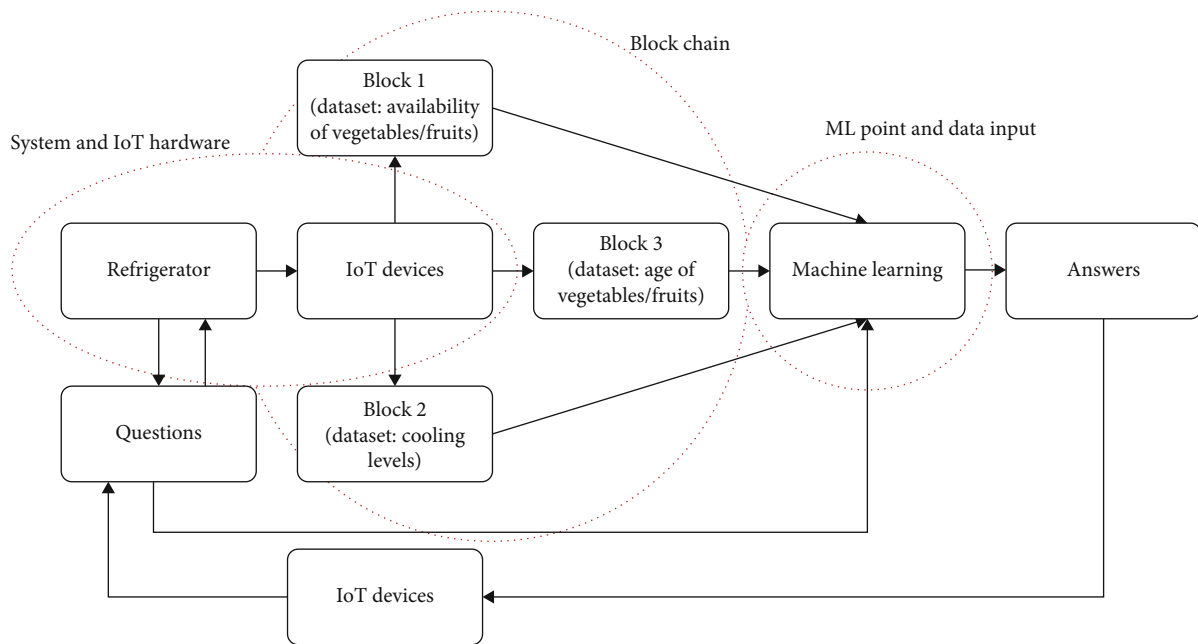 Block chain
Block 1
(dataset: availability
of vegetables/fruits)
System and IoT hardware
ML point and data input
Refrigerator
IoT devices
Block 3
(dataset: age of
vegetables/fruits)
Machine learning
Answers
Questions
Block 2
(dataset: cooling
levels)
IoT devices